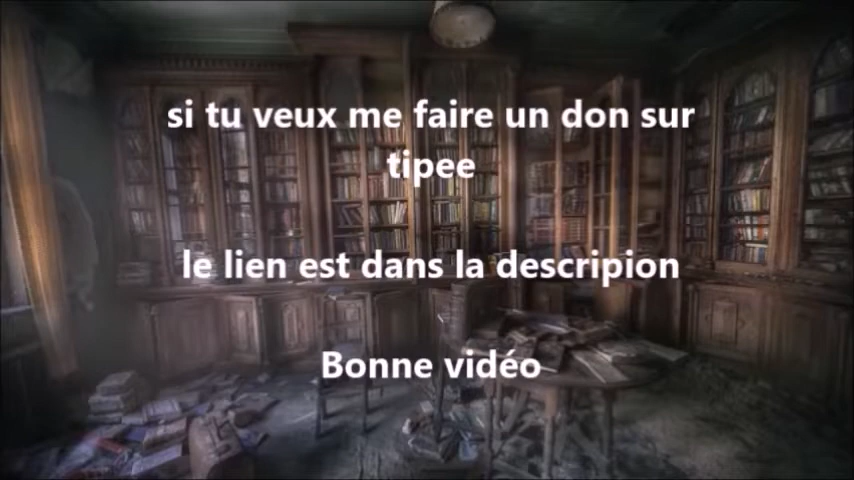 si tu veux me faire un don sur
tipee
le lien est dans la descripion
Bonne vidéo